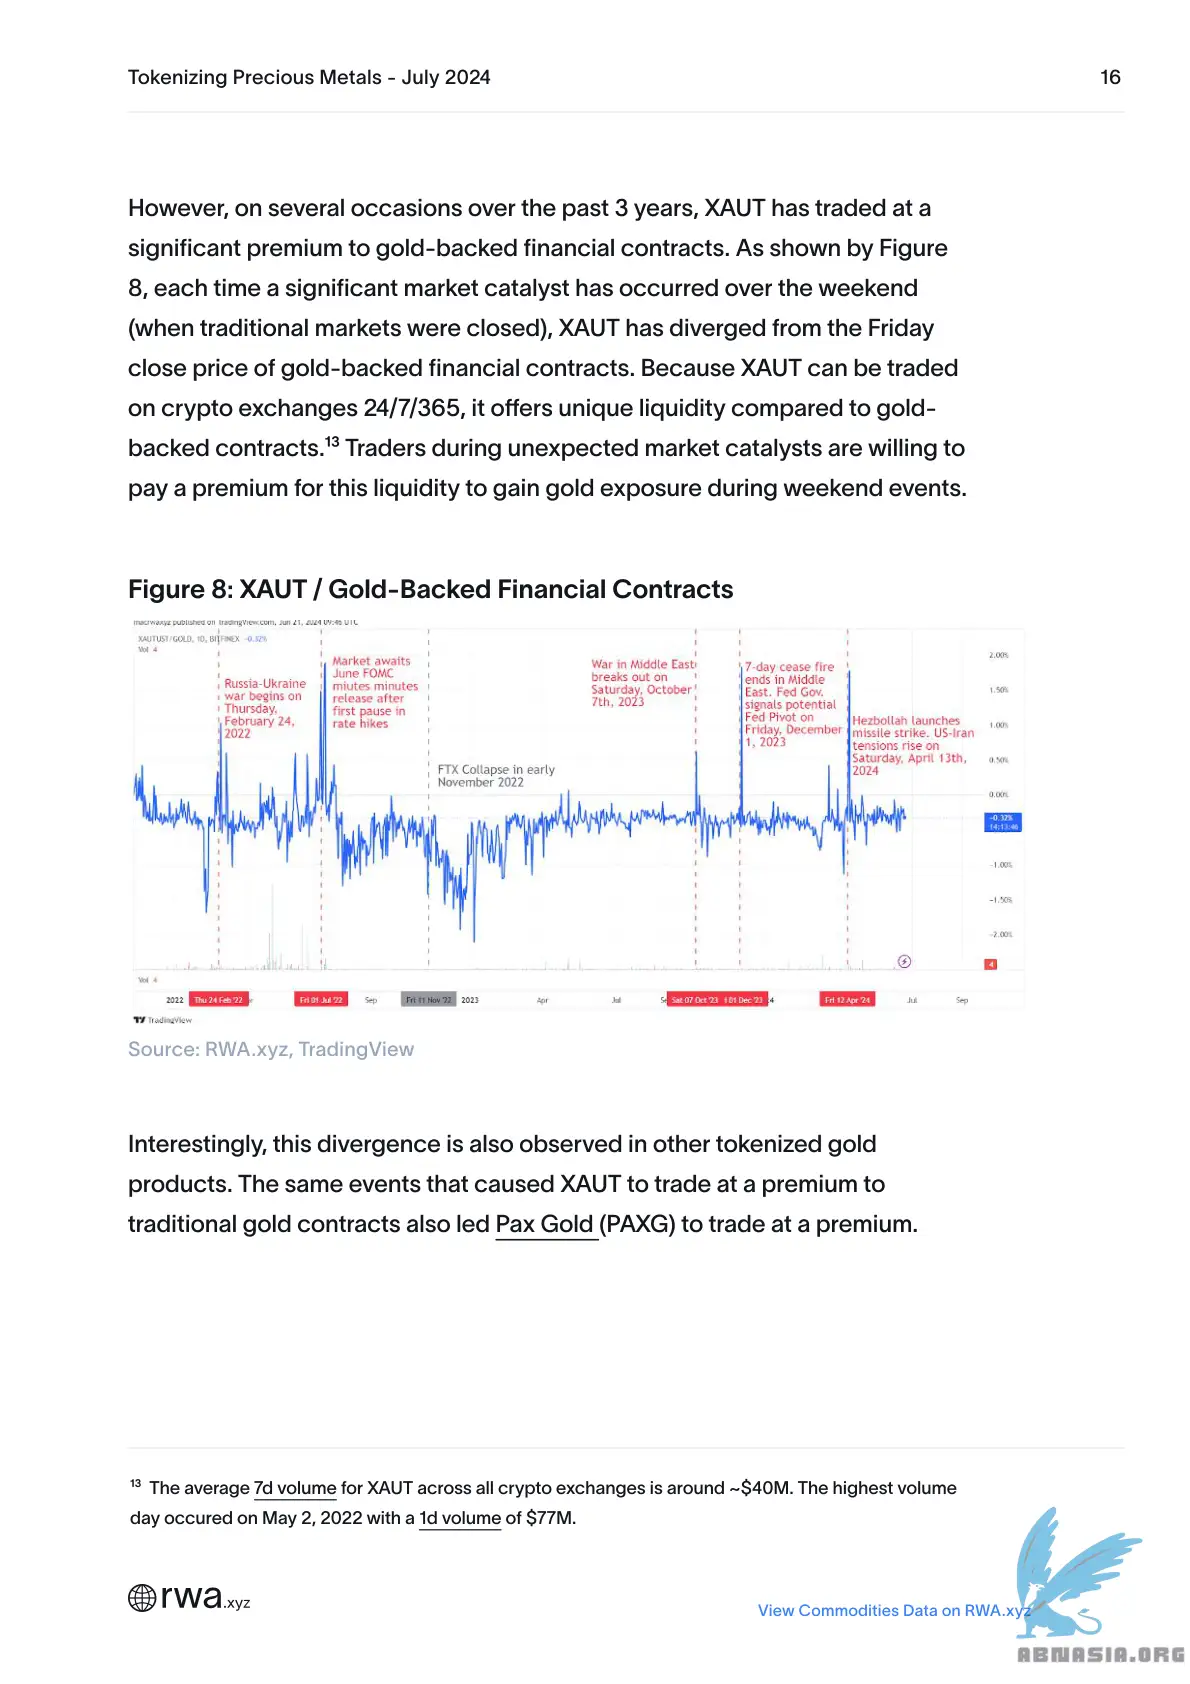 Tokenizing Precious Metals - July 2024
16
However, on several occasions over the past 3 years, XAUT has traded at a
significant premium to gold-backed financial contracts. As shown by Figure
8, each time a significant market catalyst has occurred over the weekend
(when traditional markets were closed), XAUT has diverged from the Friday
close price of gold-backed financial contracts. Because XAUT can be traded
on crypto exchanges 24/7/365, it offers unique liquidity compared to gold-
backed contracts.¹³ Traders during unexpected market catalysts are willing to
pay a premium for this liquidity to gain gold exposure during weekend events.
Figure 8: XAUT / Gold-Backed Financial Contracts
macrwaxyz published on TradingView.com, Jun 21, 2024 09:46 UTC
XAUTUST/GOLD, 1D, BITFINEX -0.32%
Vol 4
Russia-Ukraine
war begins on
Thursday,
February 24,
2022
Market awaits
June FOMC
miutes minutes
release after
first pause in
rate hikes
FTX Collapse in early
November 2022
War in Middle East
breaks out on
Saturday, October
7th, 2023
7-day cease fire
ends in Middle
East. Fed Gov.
signals potential
Fed Pivot on
Friday, December
1, 2023
Hezbollah launches
missile strike. US-Iran
tensions rise on
Saturday, April 13th,
2024
2.00%
1.50%
1.00%
0.50%
0.00%
-0.32%
14:13:46
-1.00%
-1.50%
-2.00%
4
Vol 4
2022
Thu 24 Feb '22
Fri 01 Jul '22
Sep
Fri 11 Nov '22
2023
Apr
Jul
Sat 07 Oct '23
01 Dec '23
Fri 12 Apr '24
Jul
Sep
TradingView
Source: RWA.xyz, TradingView
Interestingly, this divergence is also observed in other tokenized gold
products. The same events that caused XAUT to trade at a premium to
traditional gold contracts also led Pax Gold (PAXG) to trade at a premium.
¹³ The average 7d volume for XAUT across all crypto exchanges is around ~$40M. The highest volume
day occured on May 2, 2022 with a 1d volume of $77M.
rwa.xyz
View Commodities Data on RWA.xyz
ABNASIA.ORG